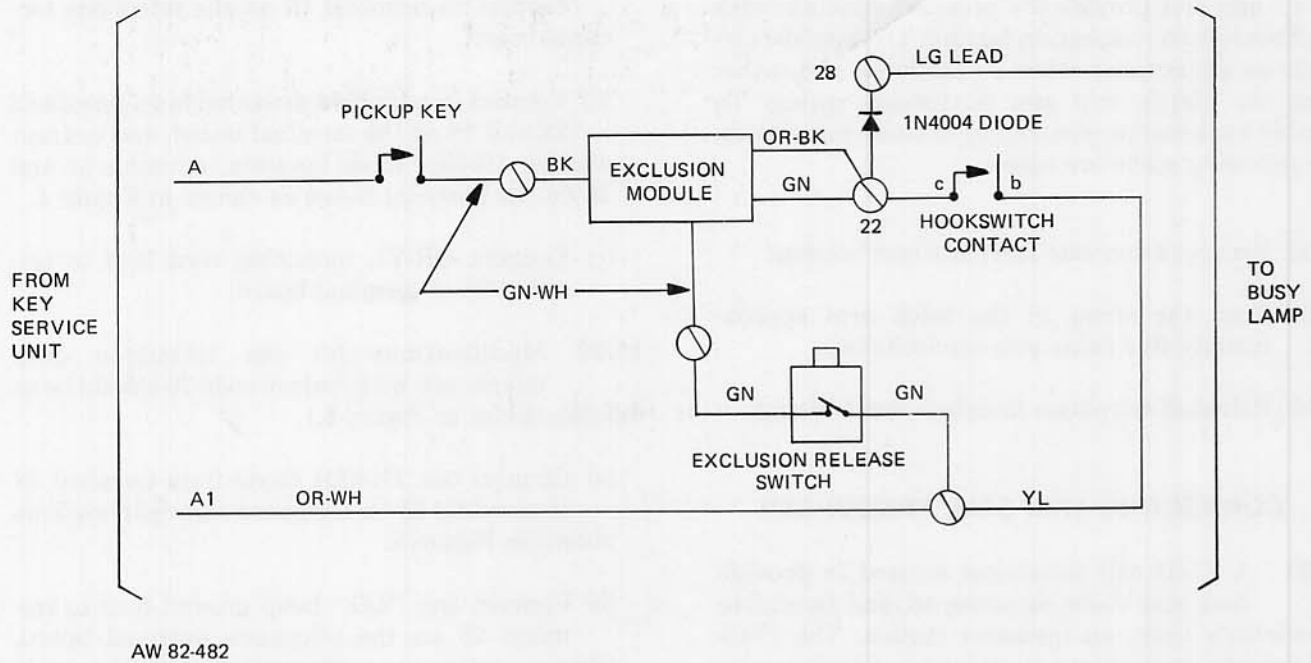 28
LG LEAD
PICKUP KEY
1N4004 DIODE
OR-BK
A
BK
EXCLUSION
MODULE
GN
c
b
22
HOOKSWITCH
CONTACT
FROM
KEY
SERVICE
UNIT
GN-WH
TO
BUSY
LAMP
GN
GN
EXCLUSION RELEASE
SWITCH
A1
OR-WH
YL
AW 82-482